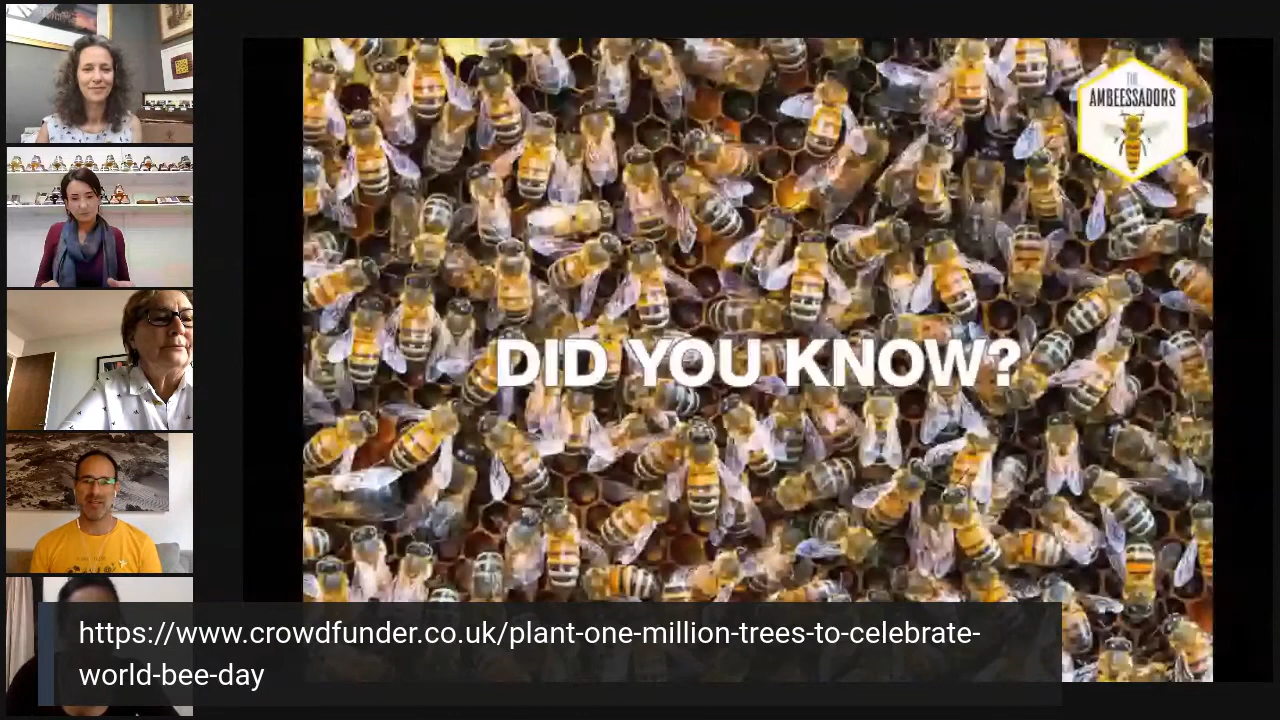 THE
AMBEESSADORS
DID YOU KNOW?
https://www.crowdfunder.co.uk/plant-one-million-trees-to-celebrate-
world-bee-day